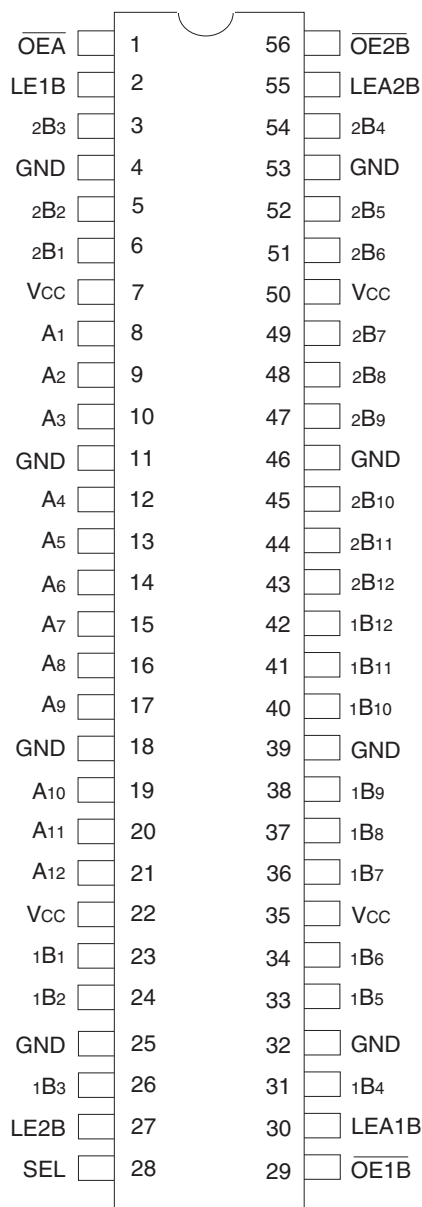 O̅E̅A̅ 1 56 O̅E̅2̅B̅
LE1B 2 55 LEA2B
2B3 3 54 2B4
GND 4 53 GND
2B2 5 52 2B5
2B1 6 51 2B6
VCC 7 50 VCC
A1 8 49 2B7
A2 9 48 2B8
A3 10 47 2B9
GND 11 46 GND
A4 12 45 2B10
A5 13 44 2B11
A6 14 43 2B12
A7 15 42 1B12
A8 16 41 1B11
A9 17 40 1B10
GND 18 39 GND
A10 19 38 1B9
A11 20 37 1B8
A12 21 36 1B7
VCC 22 35 VCC
1B1 23 34 1B6
1B2 24 33 1B5
GND 25 32 GND
1B3 26 31 1B4
LE2B 27 30 LEA1B
SEL 28 29 O̅E̅1̅B̅